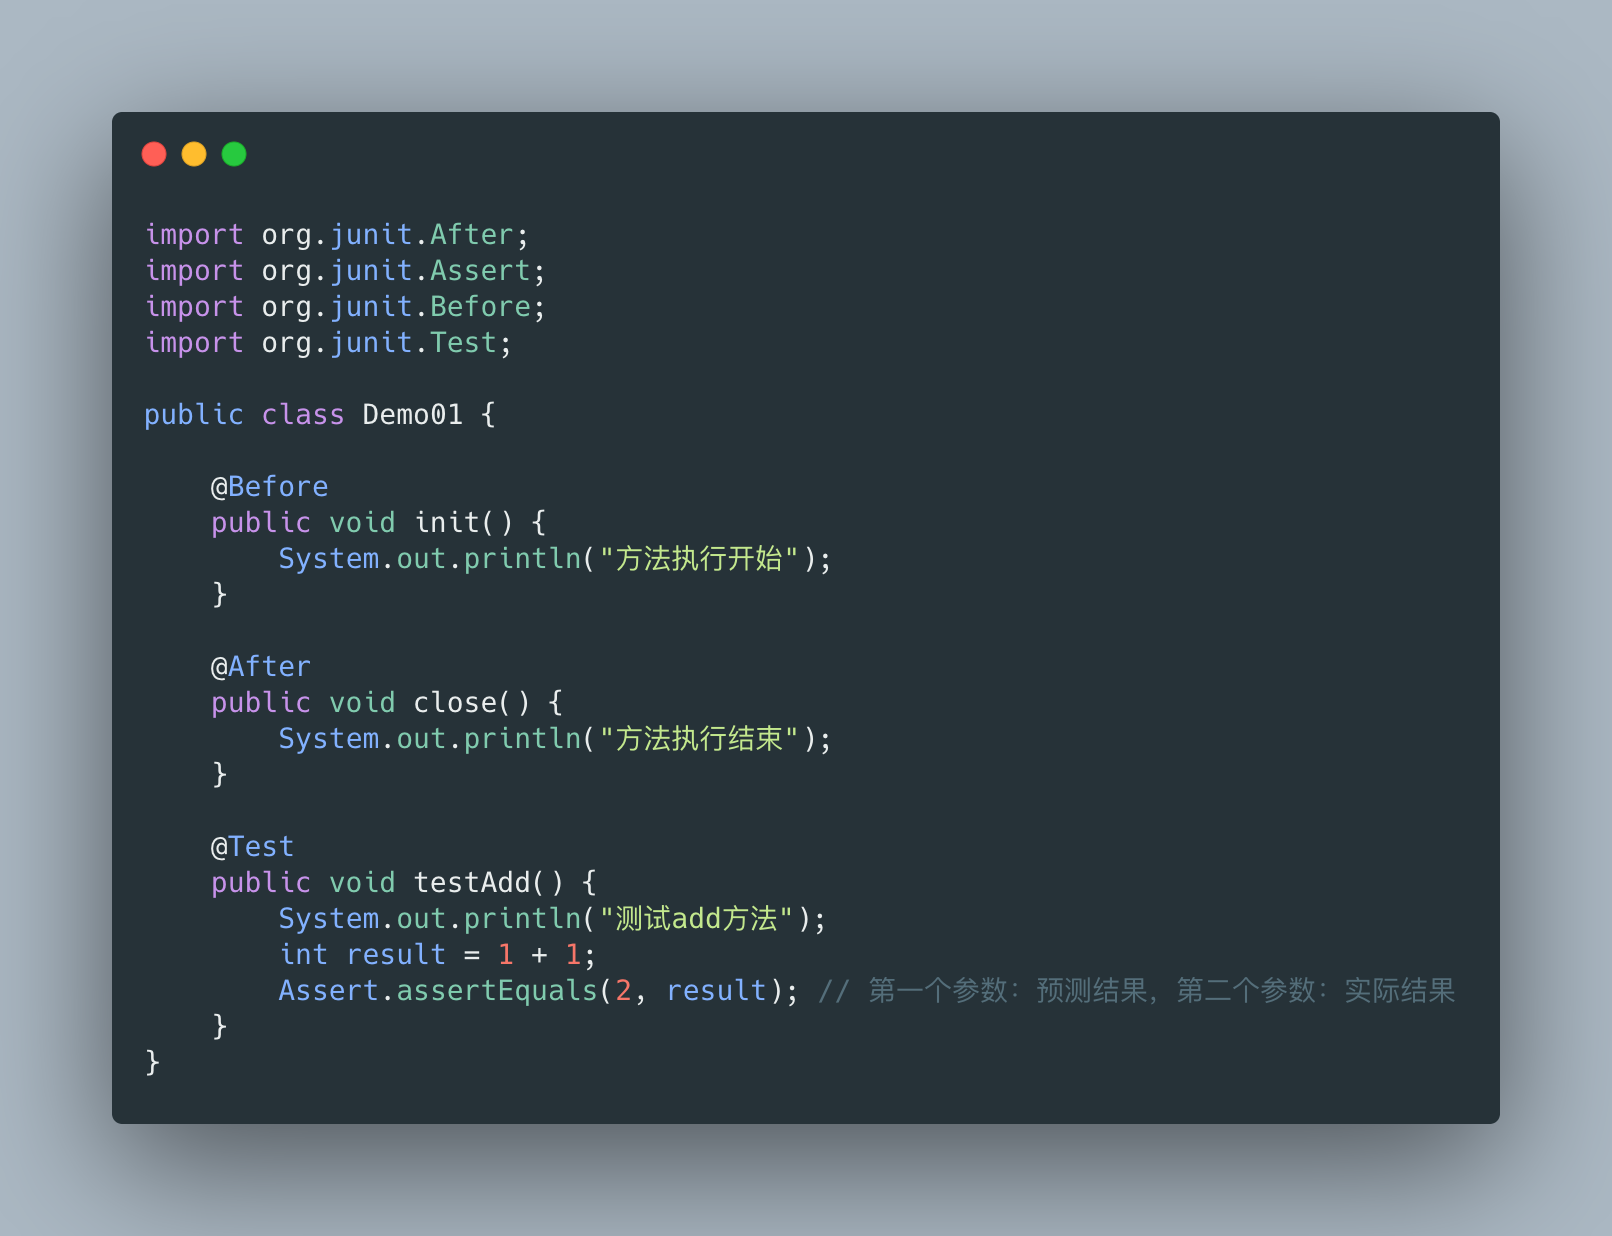 import org.junit.After;
import org.junit.Assert;
import org.junit.Before;
import org.junit.Test;

public class Demo01 {

    @Before
    public void init() {
        System.out.println("方法执行开始");
    }

    @After
    public void close() {
        System.out.println("方法执行结束");
    }

    @Test
    public void testAdd() {
        System.out.println("测试add方法");
        int result = 1 + 1;
        Assert.assertEquals(2, result); // 第一个参数：预测结果，第二个参数：实际结果
    }
}